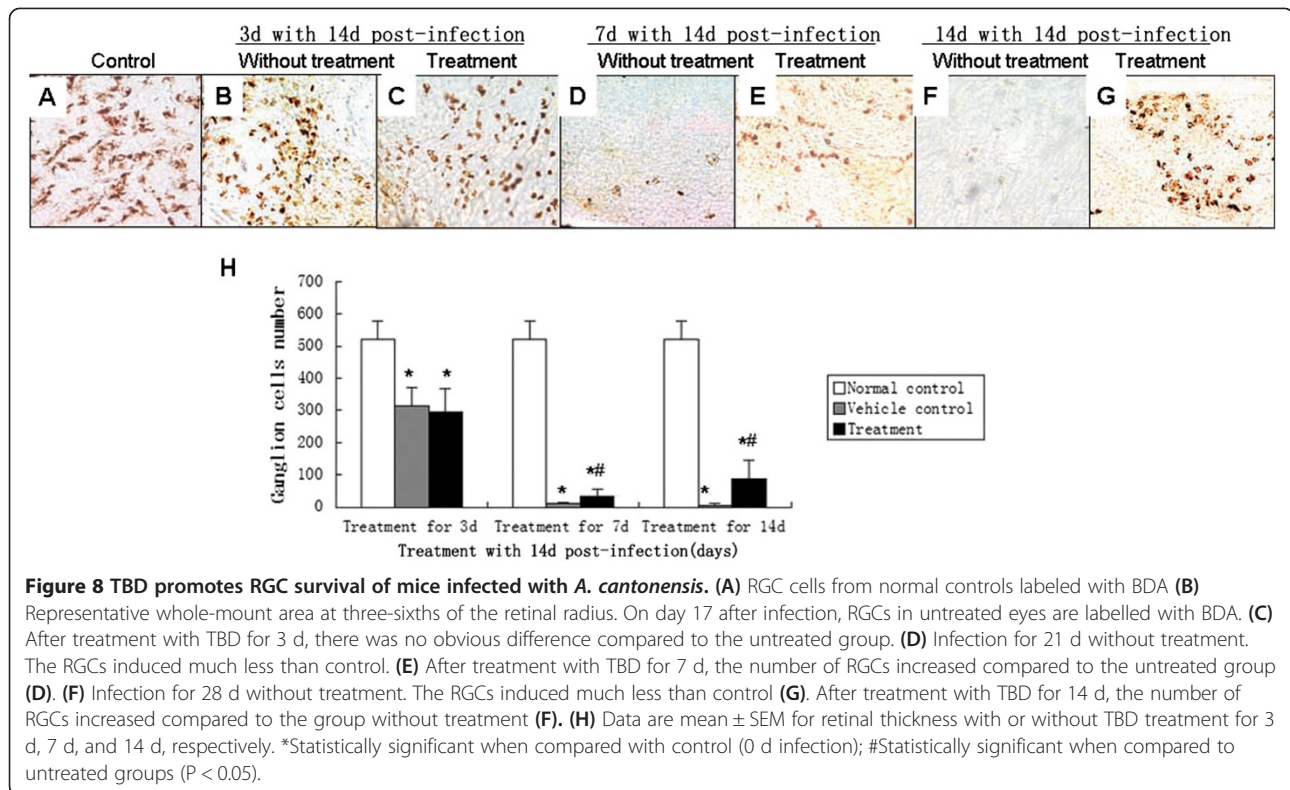 3d with 14d post-infection 7d with 14d post-infection 14d with 14d post-infection
Control Without treatment Treatment Without treatment Treatment Without treatment Treatment
A B C D E F G
H
Ganglion cells number
700
600
500
400
300
200
100
0
* * * *# * *#
Normal control
Vehicle control
Treatment
Treatment for 3d Treatment for 7d Treatment for 14d
Treatment with 14d post-infection(days)
Figure 8 TBD promotes RGC survival of mice infected with A. cantonensis. (A) RGC cells from normal controls labeled with BDA (B)
Representative whole-mount area at three-sixths of the retinal radius. On day 17 after infection, RGCs in untreated eyes are labelled with BDA. (C)
After treatment with TBD for 3 d, there was no obvious difference compared to the untreated group. (D) Infection for 21 d without treatment.
The RGCs induced much less than control. (E) After treatment with TBD for 7 d, the number of RGCs increased compared to the untreated group
(D). (F) Infection for 28 d without treatment. The RGCs induced much less than control (G). After treatment with TBD for 14 d, the number of
RGCs increased compared to the group without treatment (F). (H) Data are mean ± SEM for retinal thickness with or without TBD treatment for 3
d, 7 d, and 14 d, respectively. *Statistically significant when compared with control (0 d infection); #Statistically significant when compared to
untreated groups (P < 0.05).